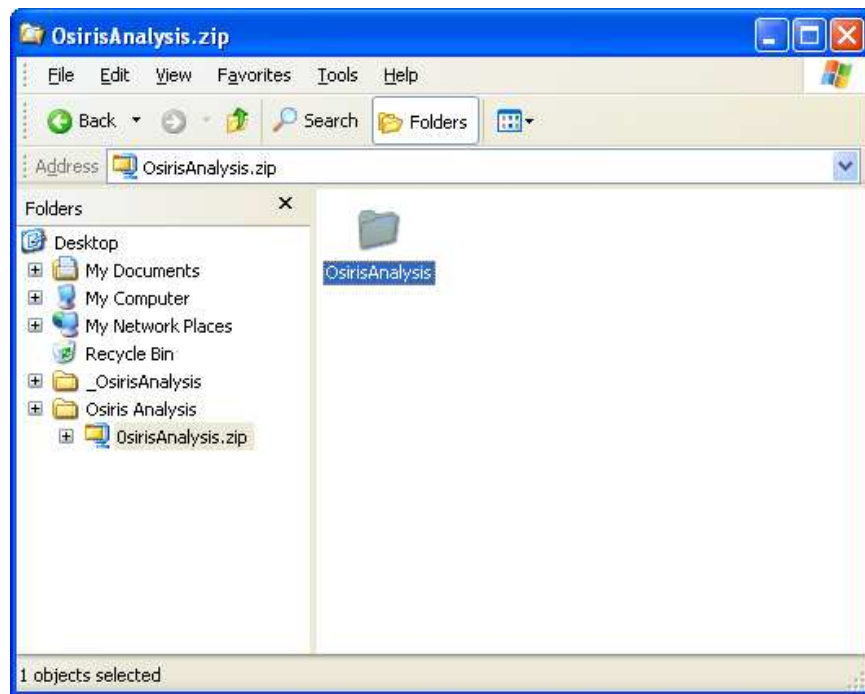 OsirisAnalysis.zip
File Edit View Favorites Tools Help
Back Search Folders
Address OsirisAnalysis.zip
Folders
Desktop
My Documents
My Computer
My Network Places
Recycle Bin
_OsirisAnalysis
Osiris Analysis
0sirisAnalysis.zip
OsirisAnalysis
1 objects selected